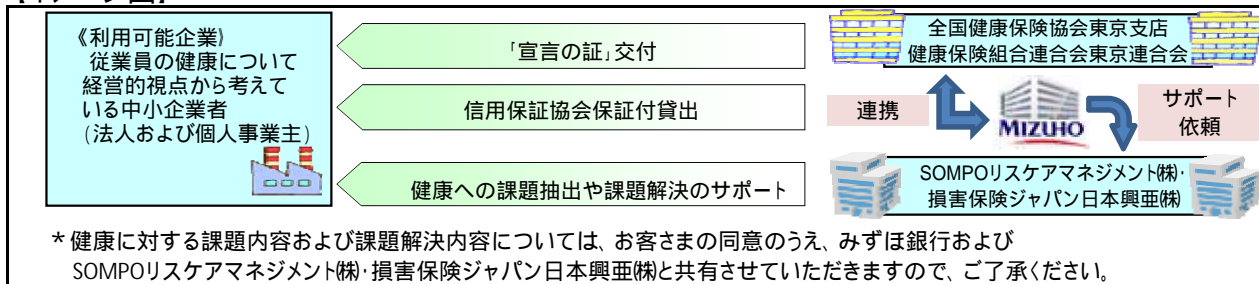 《利用可能企業》
従業員の健康について
経営的視点から考えて
いる中小企業者
(法人および個人事業主)
「宣言の証」交付
信用保証協会保証付貸出
健康への課題抽出や課題解決のサポート
全国健康保険協会東京支店
健康保険組合連合会東京連合会
連携
MIZUHO
サポート
依頼
SOMPOリスケアマネジメント㈱・
損害保険ジャパン日本興亜㈱
*健康に対する課題内容および課題解決内容については、お客さまの同意のうえ、みずほ銀行および
SOMPOリスケアマネジメント㈱・損害保険ジャパン日本興亜㈱と共有させていただきますので、ご了承ください。